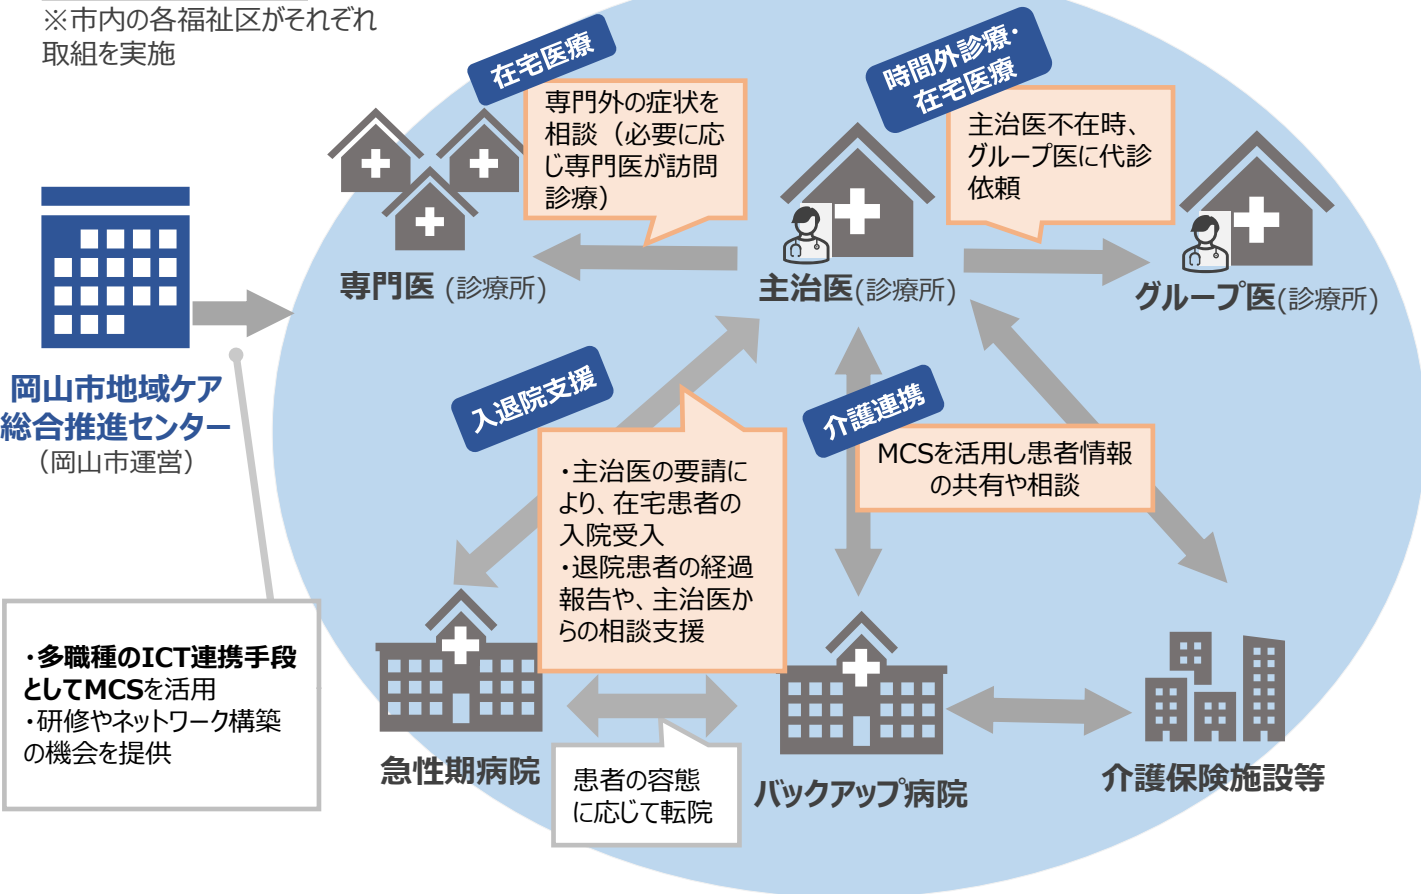 ※市内の各福祉区がそれぞれ
取組を実施
在宅医療
専門外の症状を
相談（必要に応
じ専門医が訪問
診療）
時間外診療・
在宅医療
主治医不在時、
グループ医に代診
依頼
専門医 (診療所)
主治医(診療所)
グループ医(診療所)
岡山市地域ケア
総合推進センター
（岡山市運営）
入退院支援
・主治医の要請に
より、在宅患者の
入院受入
・退院患者の経過
報告や、主治医か
らの相談支援
介護連携
MCSを活用し患者情報
の共有や相談
・多職種のICT連携手段
としてMCSを活用
・研修やネットワーク構築
の機会を提供
急性期病院
患者の容態
に応じて転院
バックアップ病院
介護保険施設等